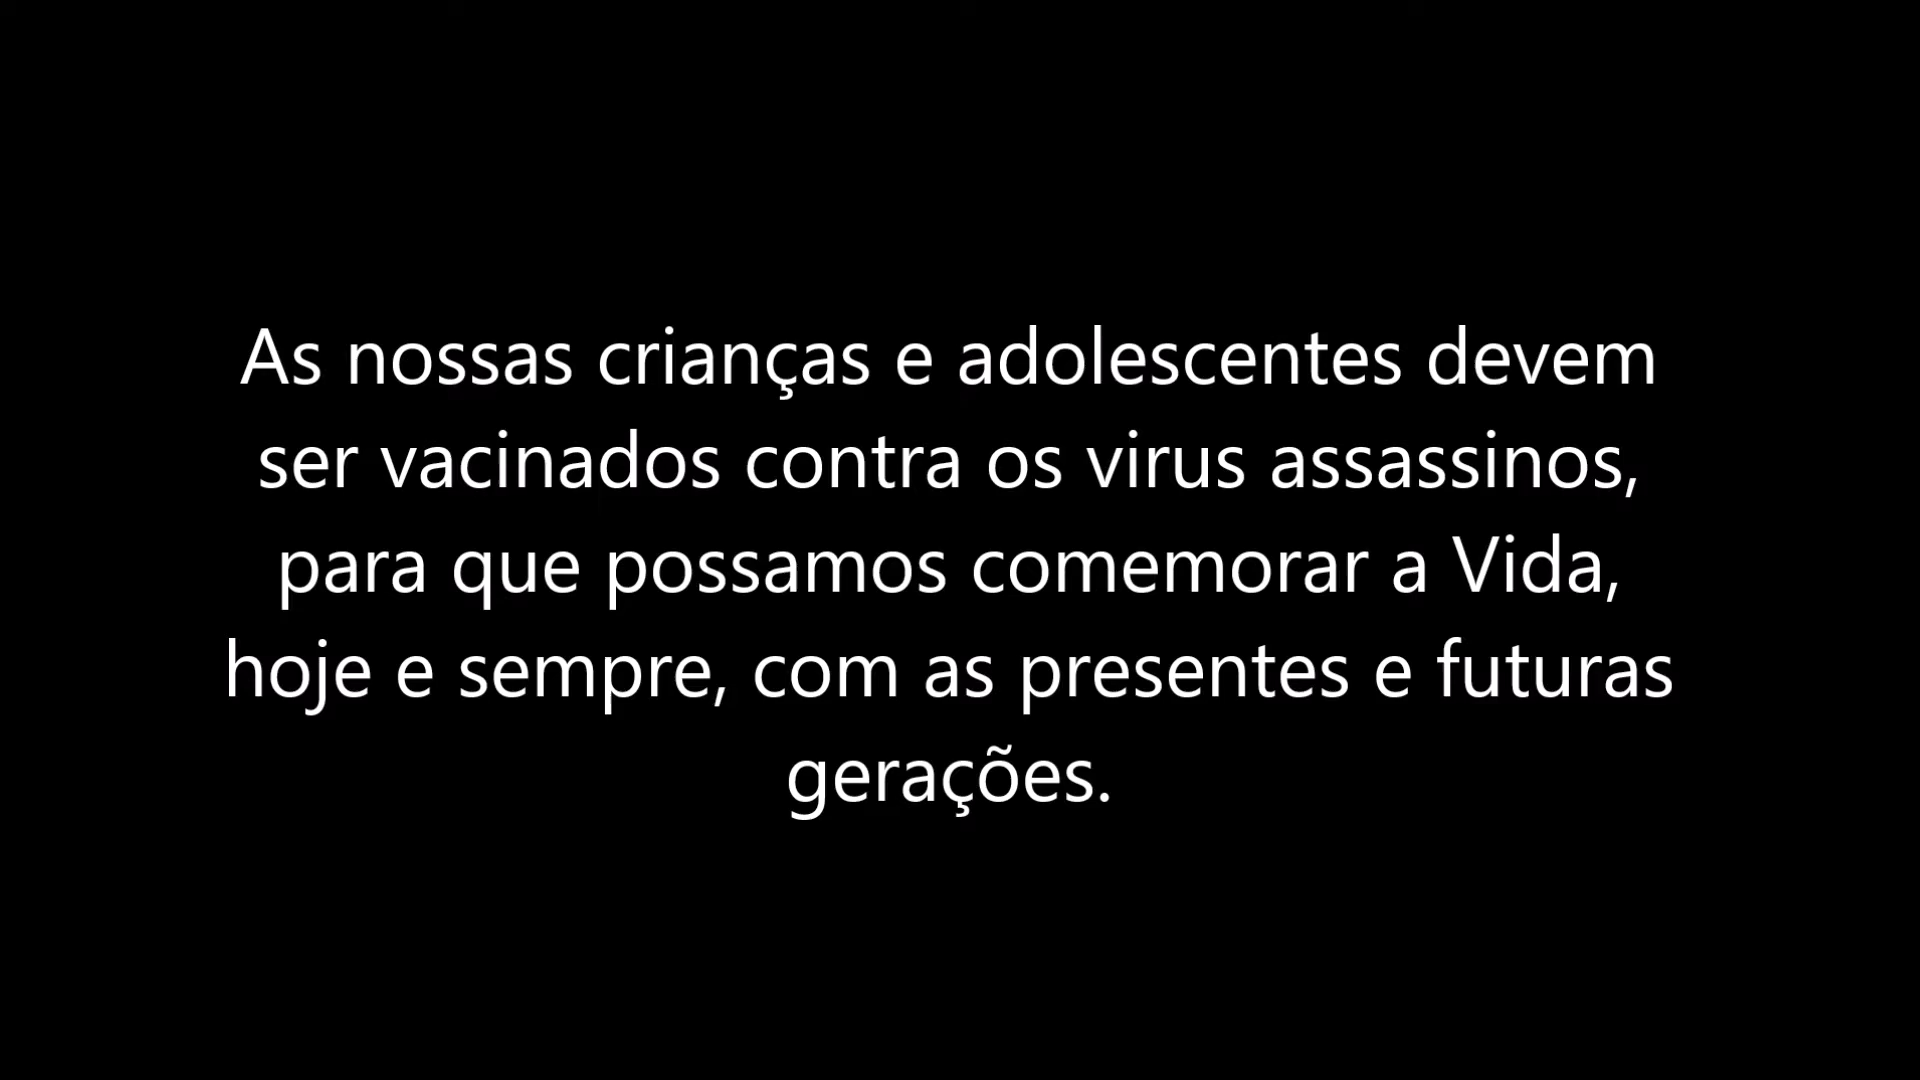 As nossas crianças e adolescentes devem
ser vacinados contra os virus assassinos,
para que possamos comemorar a Vida,
hoje e sempre, com as presentes e futuras
gerações.